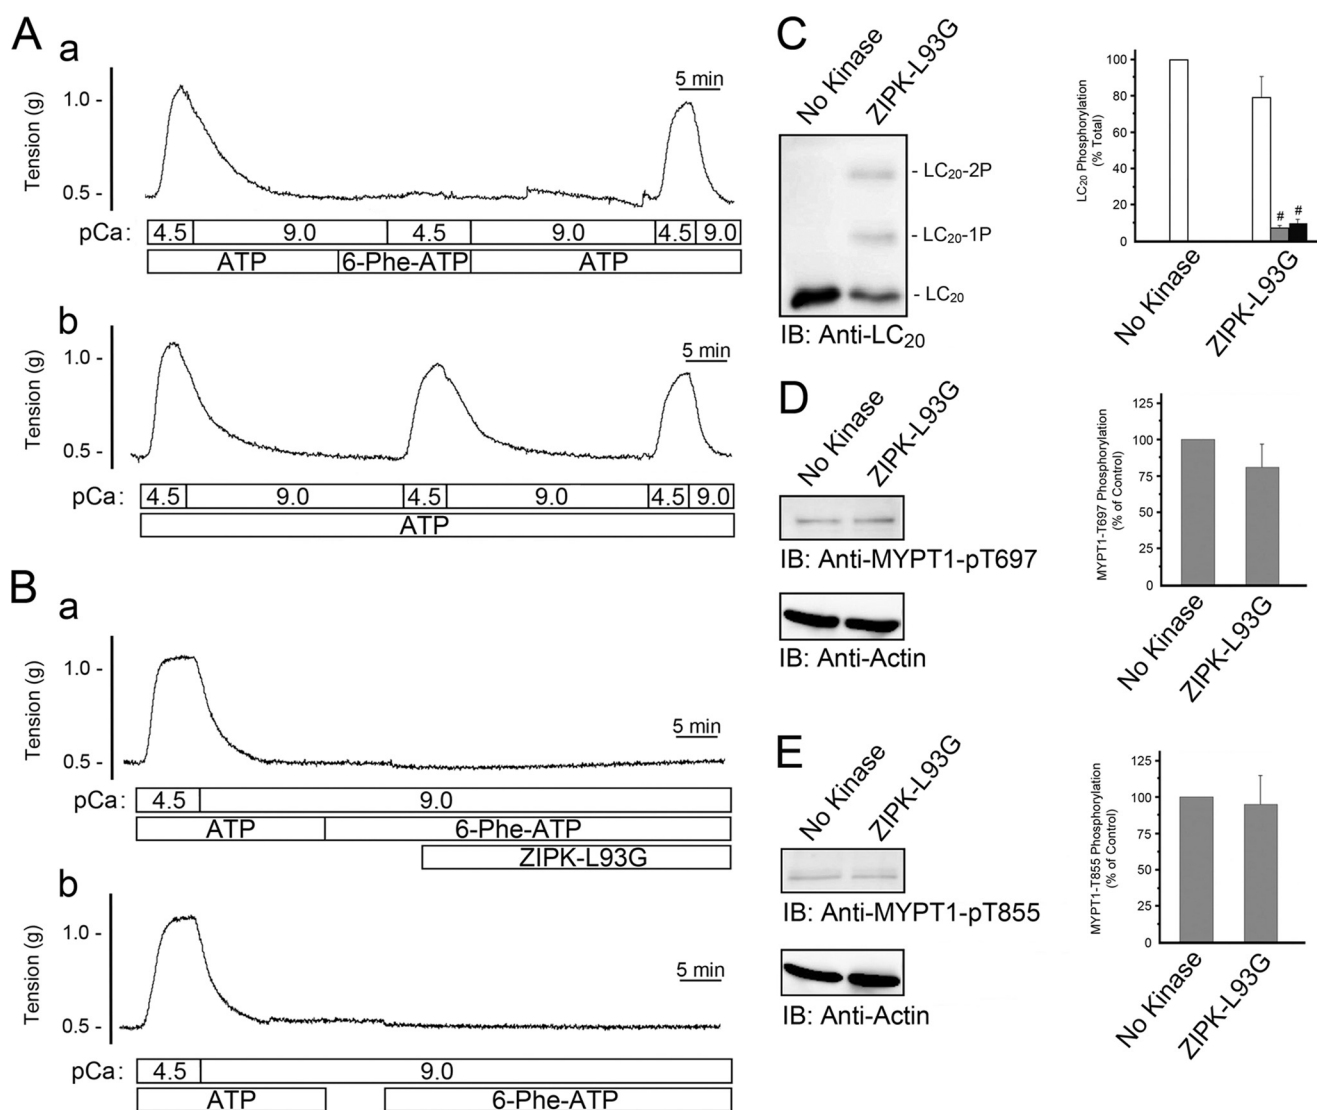 A
a
Tension (g)
1.0 -
0.5 -
5 min
pCa: 4.5 9.0 4.5 9.0 4.5 9.0
ATP 6-Phe-ATP ATP
b
Tension (g)
1.0 -
0.5 -
5 min
pCa: 4.5 9.0 4.5 9.0 4.5 9.0
ATP
B
a
Tension (g)
1.0 -
0.5 -
5 min
pCa: 4.5 9.0
ATP 6-Phe-ATP
ZIPK-L93G
b
Tension (g)
1.0 -
0.5 -
5 min
pCa: 4.5 9.0
ATP 6-Phe-ATP
C
No Kinase ZIPK-L93G
- LC₂₀-2P
- LC₂₀-1P
- LC₂₀
IB: Anti-LC₂₀
LC₂₀ Phosphorylation
(% Total)
100
80
60
40
20
0
# #
No Kinase ZIPK-L93G
D
No Kinase ZIPK-L93G
IB: Anti-MYPT1-pT697
IB: Anti-Actin
MYPT1-T697 Phosphorylation
(% of Control)
125
100
75
50
25
0
No Kinase ZIPK-L93G
E
No Kinase ZIPK-L93G
IB: Anti-MYPT1-pT855
IB: Anti-Actin
MYPT1-T855 Phosphorylation
(% of Control)
125
100
75
50
25
0
No Kinase ZIPK-L93G